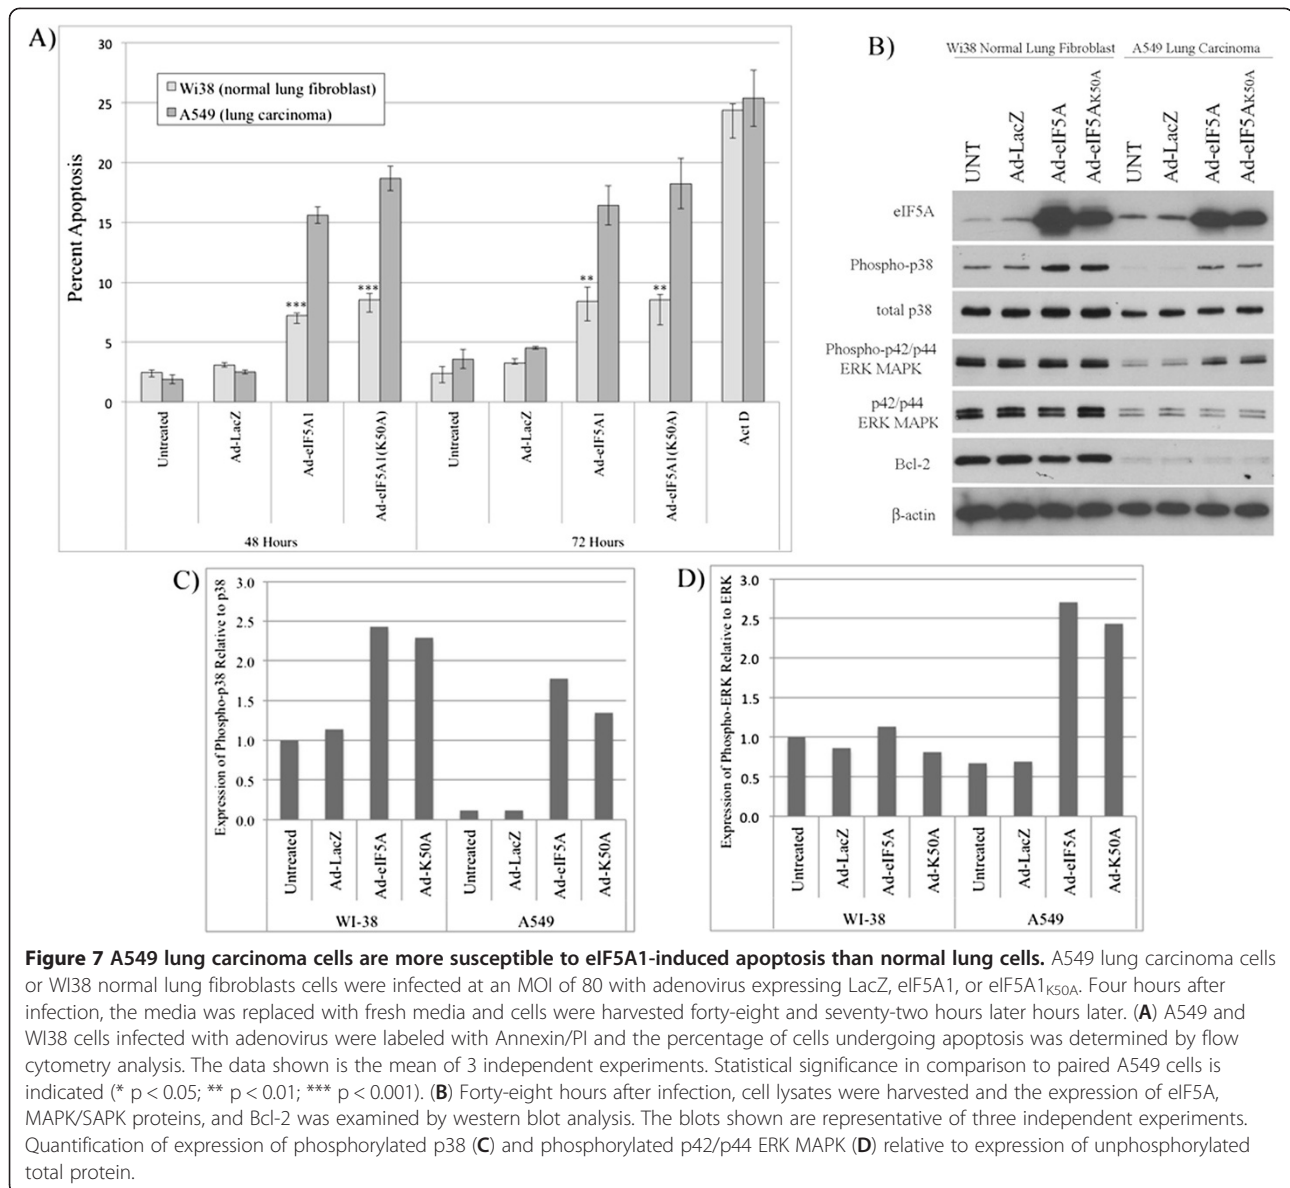 A)
Percent Apoptosis
30
25
20
15
10
5
0
Wi38 (normal lung fibroblast)
A549 (lung carcinoma)
***
***
**
**
Untreated
Ad-LacZ
Ad-eIF5A1
Ad-eIF5A1(K50A)
Untreated
Ad-LacZ
Ad-eIF5A1
Ad-eIF5A1(K50A)
Act D
48 Hours
72 Hours
B)
Wi38 Normal Lung Fibroblast
A549 Lung Carcinoma
UNT
Ad-LacZ
Ad-eIF5A
Ad-eIF5AK50A
UNT
Ad-LacZ
Ad-eIF5A
Ad-eIF5AK50A
eIF5A
Phospho-p38
total p38
Phospho-p42/p44
ERK MAPK
p42/p44
ERK MAPK
Bcl-2
β-actin
C)
Expression of Phospho-p38 Relative to p38
3.0
2.5
2.0
1.5
1.0
0.5
0.0
Untreated
Ad-LacZ
Ad-eIF5A
Ad-K50A
Untreated
Ad-LacZ
Ad-eIF5A
Ad-K50A
WI-38
A549
D)
Expression of Phospho-ERK Relative to ERK
3.0
2.5
2.0
1.5
1.0
0.5
0.0
Untreated
Ad-LacZ
Ad-eIF5A
Ad-K50A
Untreated
Ad-LacZ
Ad-eIF5A
Ad-K50A
WI-38
A549
Figure 7 A549 lung carcinoma cells are more susceptible to eIF5A1-induced apoptosis than normal lung cells. A549 lung carcinoma cells
or WI38 normal lung fibroblasts cells were infected at an MOI of 80 with adenovirus expressing LacZ, eIF5A1, or eIF5A1K50A. Four hours after
infection, the media was replaced with fresh media and cells were harvested forty-eight and seventy-two hours later hours later. (A) A549 and
WI38 cells infected with adenovirus were labeled with Annexin/PI and the percentage of cells undergoing apoptosis was determined by flow
cytometry analysis. The data shown is the mean of 3 independent experiments. Statistical significance in comparison to paired A549 cells is
indicated (* p < 0.05; ** p < 0.01; *** p < 0.001). (B) Forty-eight hours after infection, cell lysates were harvested and the expression of eIF5A,
MAPK/SAPK proteins, and Bcl-2 was examined by western blot analysis. The blots shown are representative of three independent experiments.
Quantification of expression of phosphorylated p38 (C) and phosphorylated p42/p44 ERK MAPK (D) relative to expression of unphosphorylated
total protein.